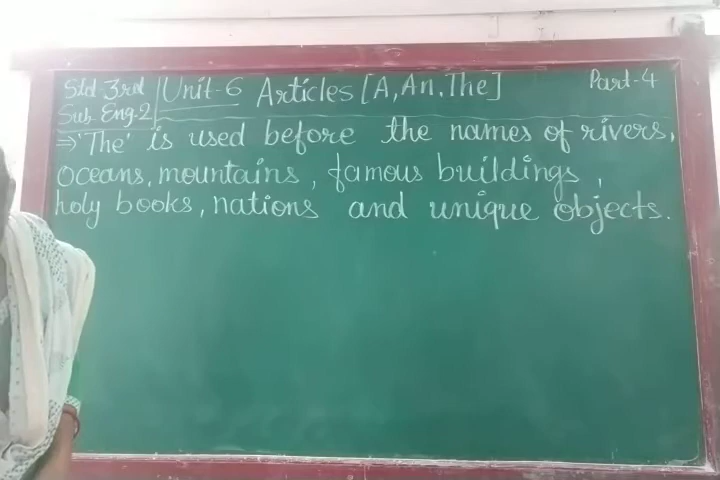 Std. 3rd Unit-6 Articles [A, An, The] Part-4
Sub. Eng-2
⇒ 'The' is used before the names of rivers,
oceans, mountains, famous buildings,
holy books, nations and unique objects.